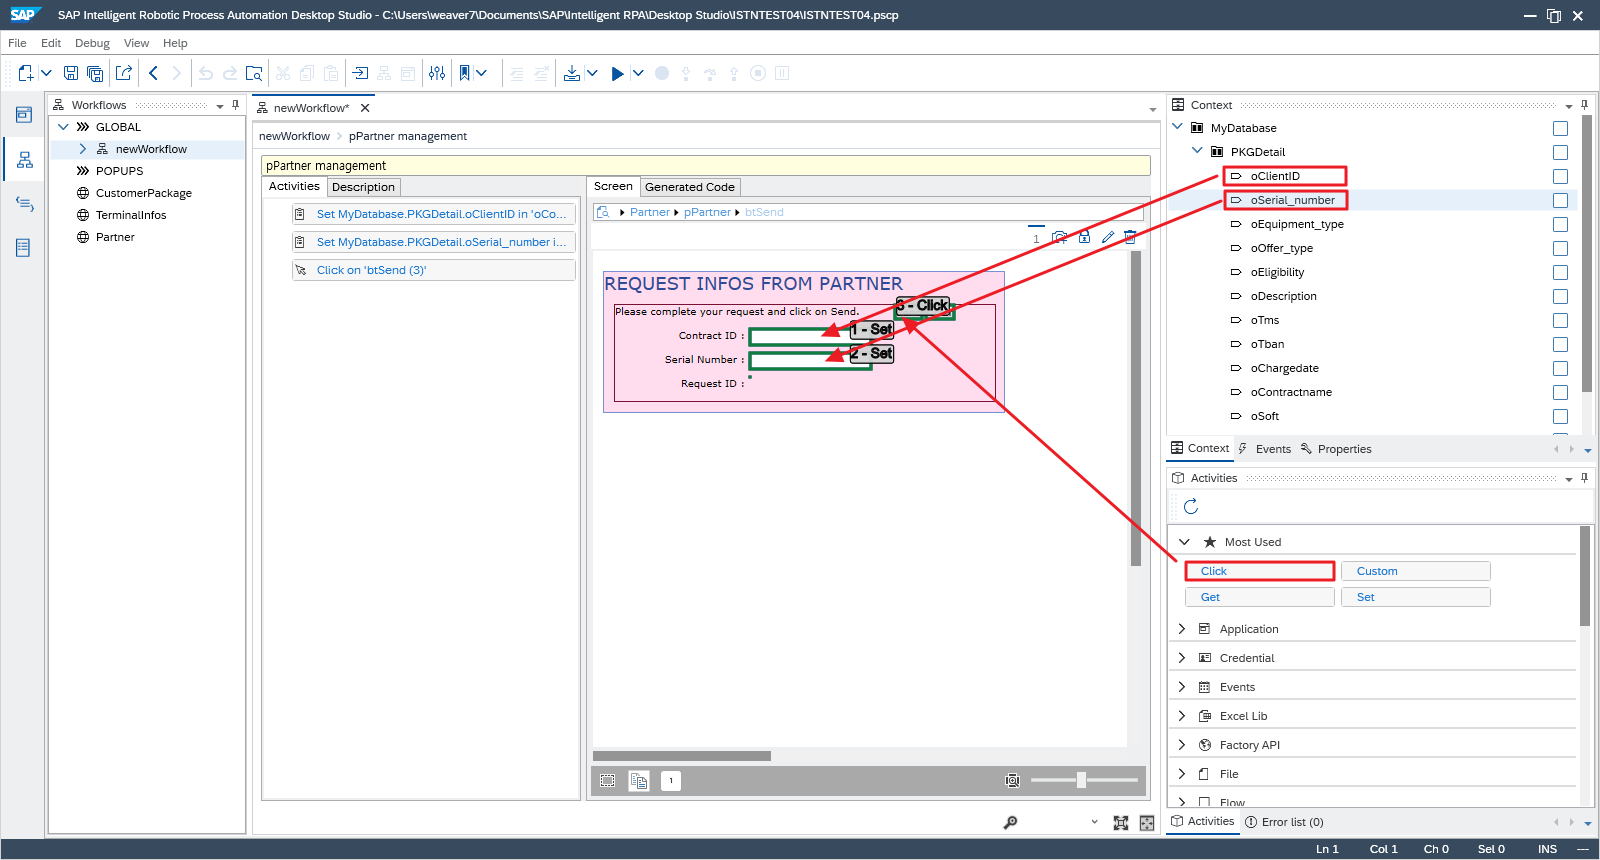 SAP SAP Intelligent Robotic Process Automation Desktop Studio - C:\Users\weaver7\Documents\SAP\Intelligent RPA\Desktop Studio\ISTNTEST04\ISTNTEST04.pscp
File Edit Debug View Help
Workflows
GLOBAL
newWorkflow
POPUPS
CustomerPackage
TerminalInfos
Partner
newWorkflow*
newWorkflow > pPartner management
pPartner management
Activities Description
Set MyDatabase.PKGDetail.oClientID in 'oCo...
Set MyDatabase.PKGDetail.oSerial_number i...
Click on 'btSend (3)'
Screen Generated Code
Partner pPartner btSend
1
REQUEST INFOS FROM PARTNER
3 - Click
Please complete your request and click on Send.
Contract ID :
1 - Set
Serial Number :
2 - Set
Request ID :
1
Context
MyDatabase
PKGDetail
oClientID
oSerial_number
oEquipment_type
oOffer_type
oEligibility
oDescription
oTms
oTban
oChargedate
oContractname
oSoft
Context Events Properties
Activities
Most Used
Click Custom
Get Set
Application
Credential
Events
Excel Lib
Factory API
File
Flow
Activities Error list (0)
Ln 1 Col 1 Ch 0 Sel 0 INS ---